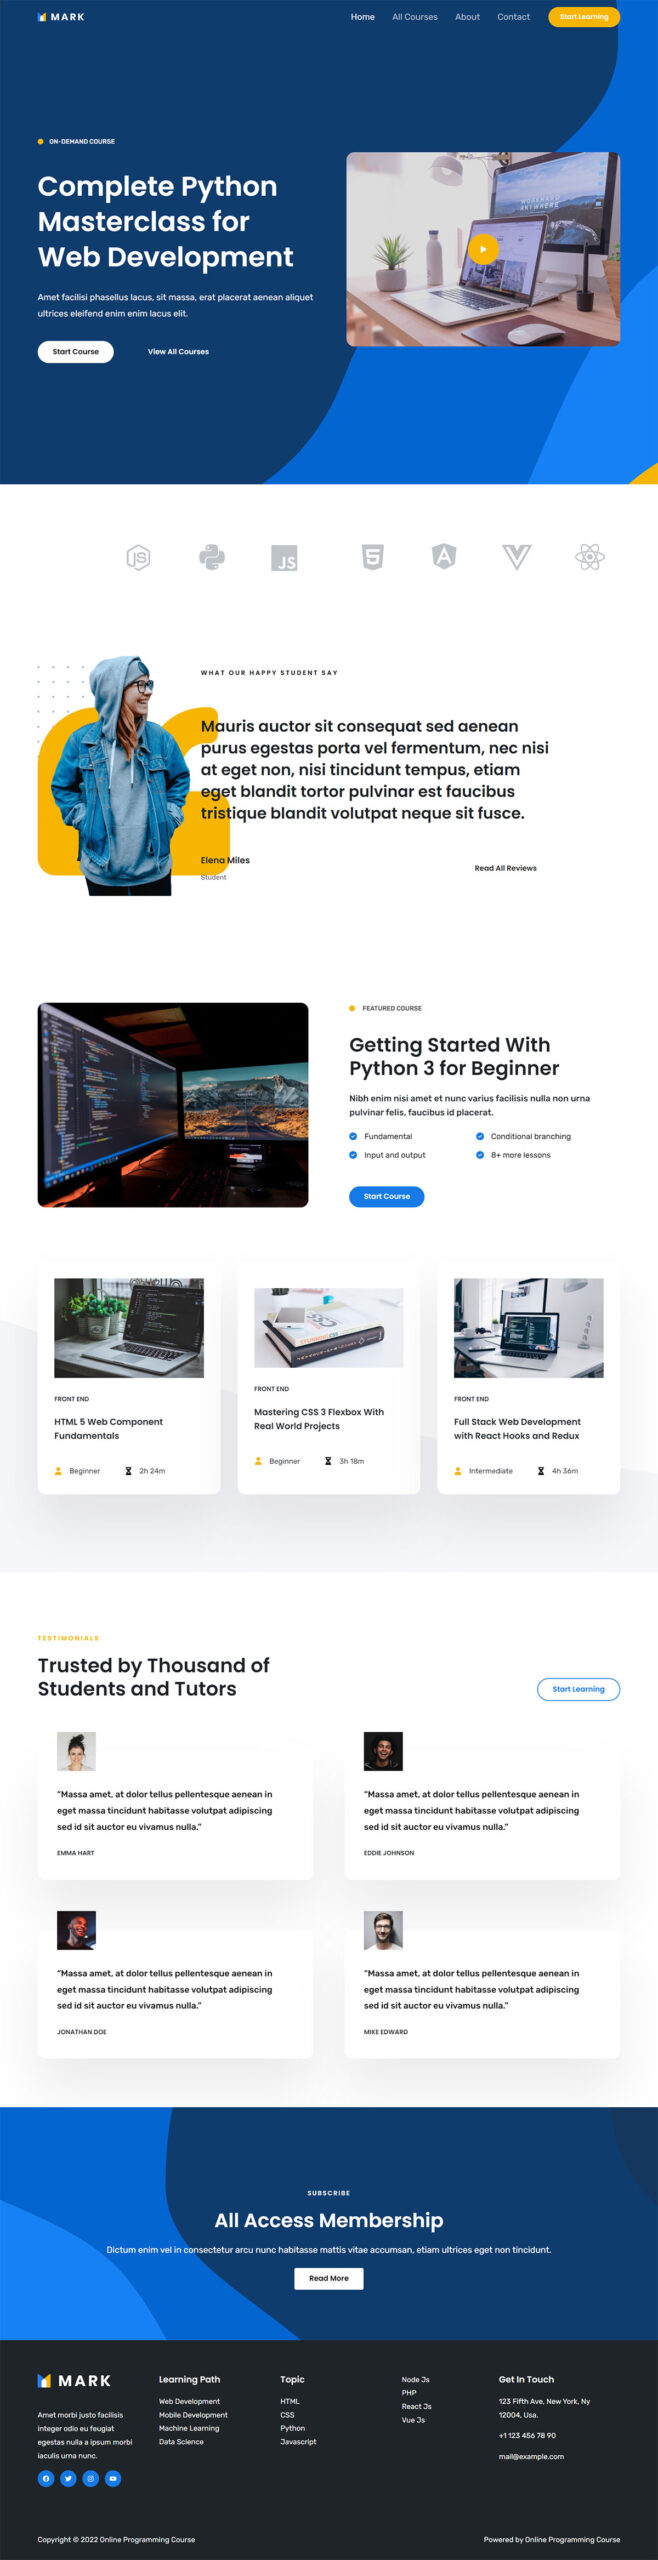 MARK
Home
All Courses
About
Contact
Start Learning
ON-DEMAND COURSE
Complete Python
Masterclass for
Web Development
Amet facilisi phasellus lacus, sit massa, erat placerat aenean aliquet
ultrices eleifend enim enim lacus elit.
Start Course
View All Courses
WORKHARD
ANYWHERE
JS
JS
5
A
WHAT OUR HAPPY STUDENT SAY
Mauris auctor sit consequat sed aenean
purus egestas porta vel fermentum, nec nisi
at eget non, nisi tincidunt tempus, etiam
eget blandit tortor pulvinar est faucibus
tristique blandit volutpat neque sit fusce.
Elena Miles
Student
Read All Reviews
FEATURED COURSE
Getting Started With
Python 3 for Beginner
Nibh enim nisi amet et nunc varius facilisis nulla non urna
pulvinar felis, faucibus id placerat.
Fundamental
Conditional branching
Input and output
8+ more lessons
Start Course
FRONT END
HTML 5 Web Component
Fundamentals
Beginner
2h 24m
FRONT END
Mastering CSS 3 Flexbox With
Real World Projects
Beginner
3h 18m
FRONT END
Full Stack Web Development
with React Hooks and Redux
Intermediate
4h 36m
TESTIMONIALS
Trusted by Thousand of
Students and Tutors
Start Learning
“Massa amet, at dolor tellus pellentesque aenean in
eget massa tincidunt habitasse volutpat adipiscing
sed id sit auctor eu vivamus nulla.”
EMMA HART
“Massa amet, at dolor tellus pellentesque aenean in
eget massa tincidunt habitasse volutpat adipiscing
sed id sit auctor eu vivamus nulla.”
EDDIE JOHNSON
“Massa amet, at dolor tellus pellentesque aenean in
eget massa tincidunt habitasse volutpat adipiscing
sed id sit auctor eu vivamus nulla.”
JONATHAN DOE
“Massa amet, at dolor tellus pellentesque aenean in
eget massa tincidunt habitasse volutpat adipiscing
sed id sit auctor eu vivamus nulla.”
MIKE EDWARD
SUBSCRIBE
All Access Membership
Dictum enim vel in consectetur arcu nunc habitasse mattis vitae accumsan, etiam ultrices eget non tincidunt.
Read More
MARK
Amet morbi justo facilisis
integer odio eu feugiat
egestas nulla a ipsum morbi
iaculis urna nunc.
Learning Path
Web Development
Mobile Development
Machine Learning
Data Science
Topic
HTML
CSS
Python
Javascript
Node Js
PHP
React Js
Vue Js
Get In Touch
123 Fifth Ave, New York, Ny
12004, Usa.
+1 123 456 78 90
mail@example.com
Copyright © 2022 Online Programming Course
Powered by Online Programming Course